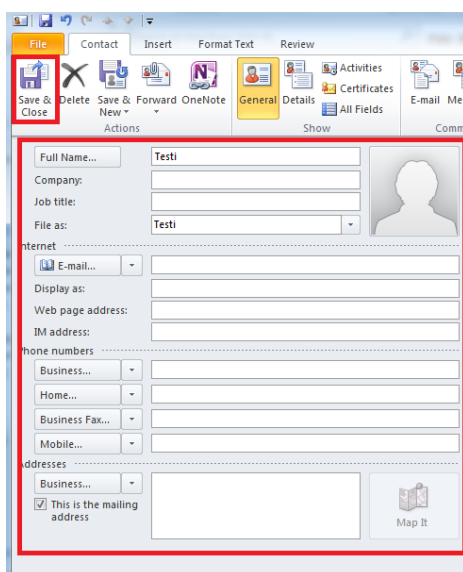 File Contact Insert Format Text Review
Save & Close Delete Save & New Forward OneNote General Details Activities Certificates All Fields E-mail
Actions Show
Full Name... Testi
Company:
Job title:
File as: Testi
E-mail...
Display as:
Web page address:
IM address:
Phone numbers
Business...
Home...
Business Fax...
Mobile...
Addresses
Business...
This is the mailing address
Map It